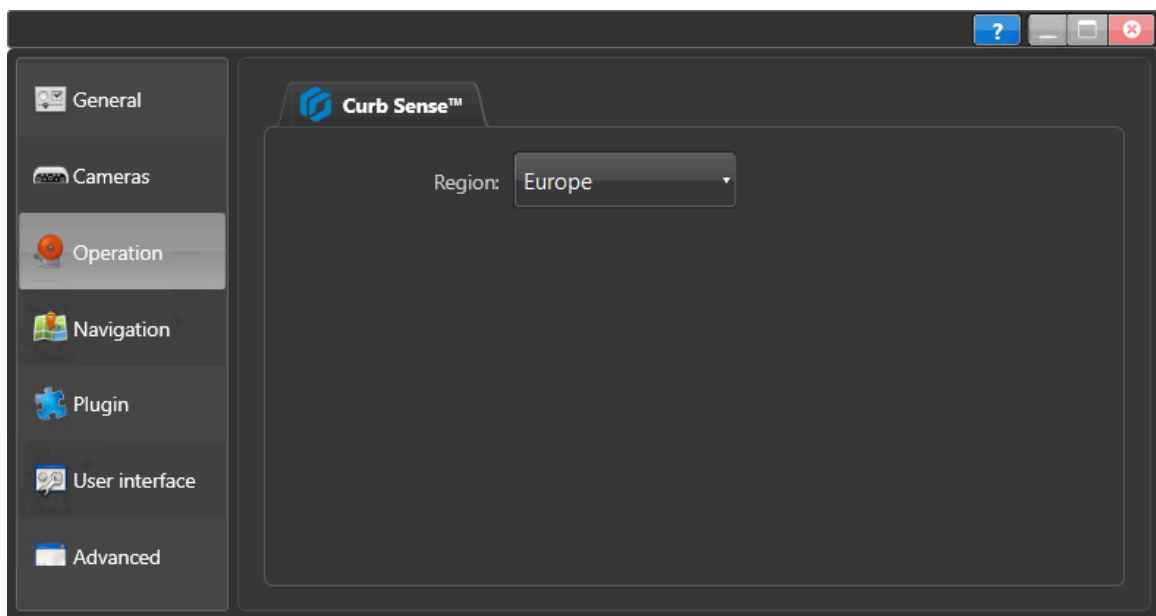 ?
General
Cameras
Operation
Navigation
Plugin
User interface
Advanced
Curb Sense™
Region: Europe